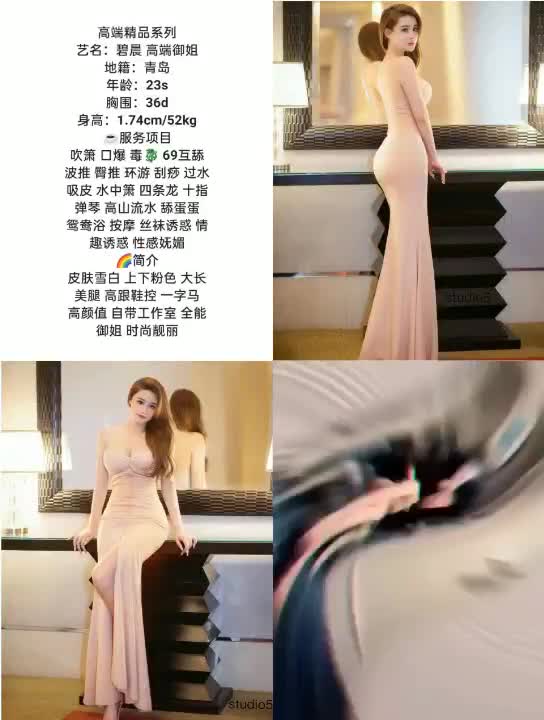 高端精品系列
艺名：碧晨 高端御姐
地籍：青岛
年龄：23s
胸围：36d
身高：1.74cm/52kg
☕服务项目
吹箫 口爆 毒🐉 69互舔
波推 臀推 环游 刮痧 过水
吸皮 水中箫 四条龙 十指
弹琴 高山流水 舔蛋蛋
鸳鸯浴 按摩 丝袜诱惑 情
趣诱惑 性感妩媚
🌈简介
皮肤雪白 上下粉色 大长
美腿 高跟鞋控 一字马
高颜值 自带工作室 全能
御姐 时尚靓丽
studio5
studio5